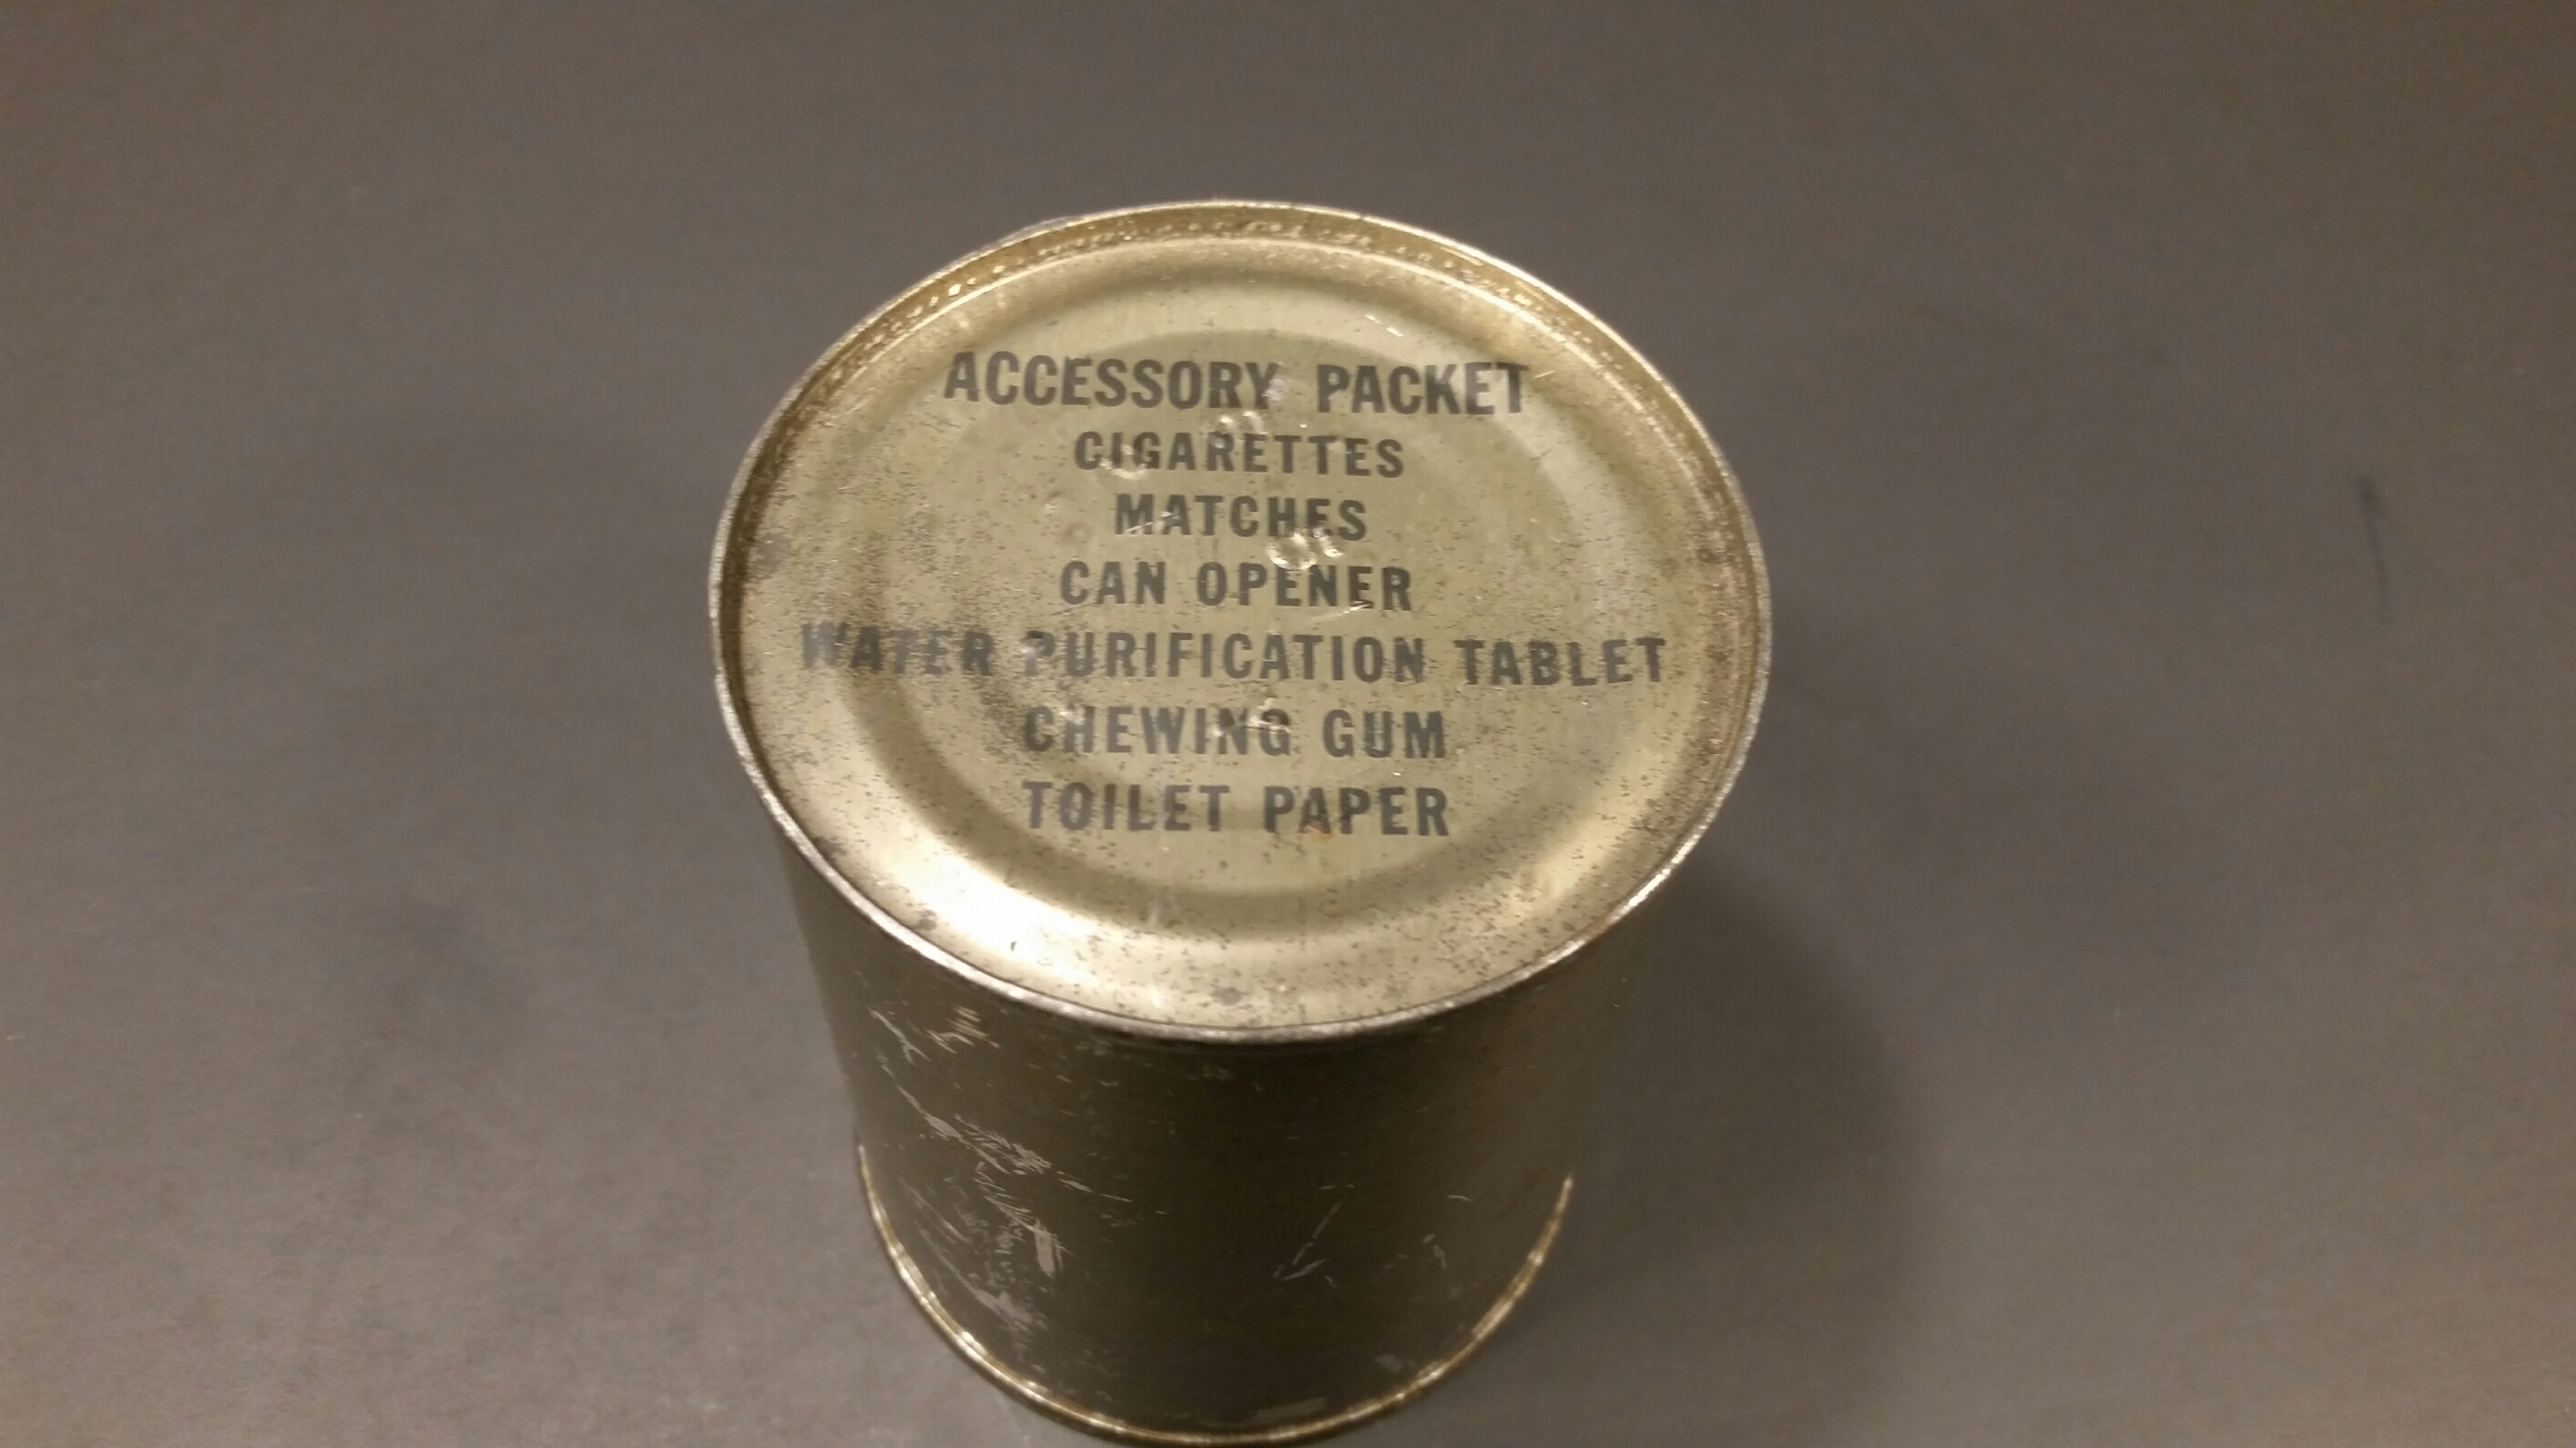 ACCESSORY PACKET
CIGARETTES
MATCHES
CAN OPENER
WATER PURIFICATION TABLET
CHEWING GUM
TOILET PAPER